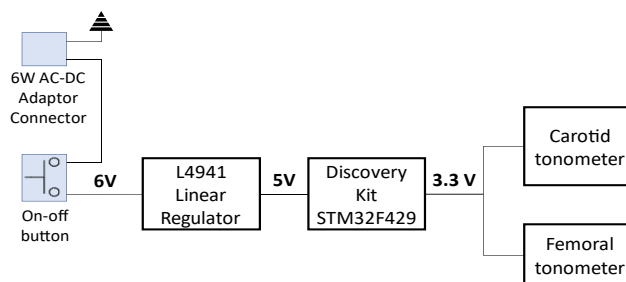 6W AC-DC
Adaptor
Connector
On-off
button
6V
L4941
Linear
Regulator
5V
Discovery
Kit
STM32F429
3.3 V
Carotid
tonometer
Femoral
tonometer